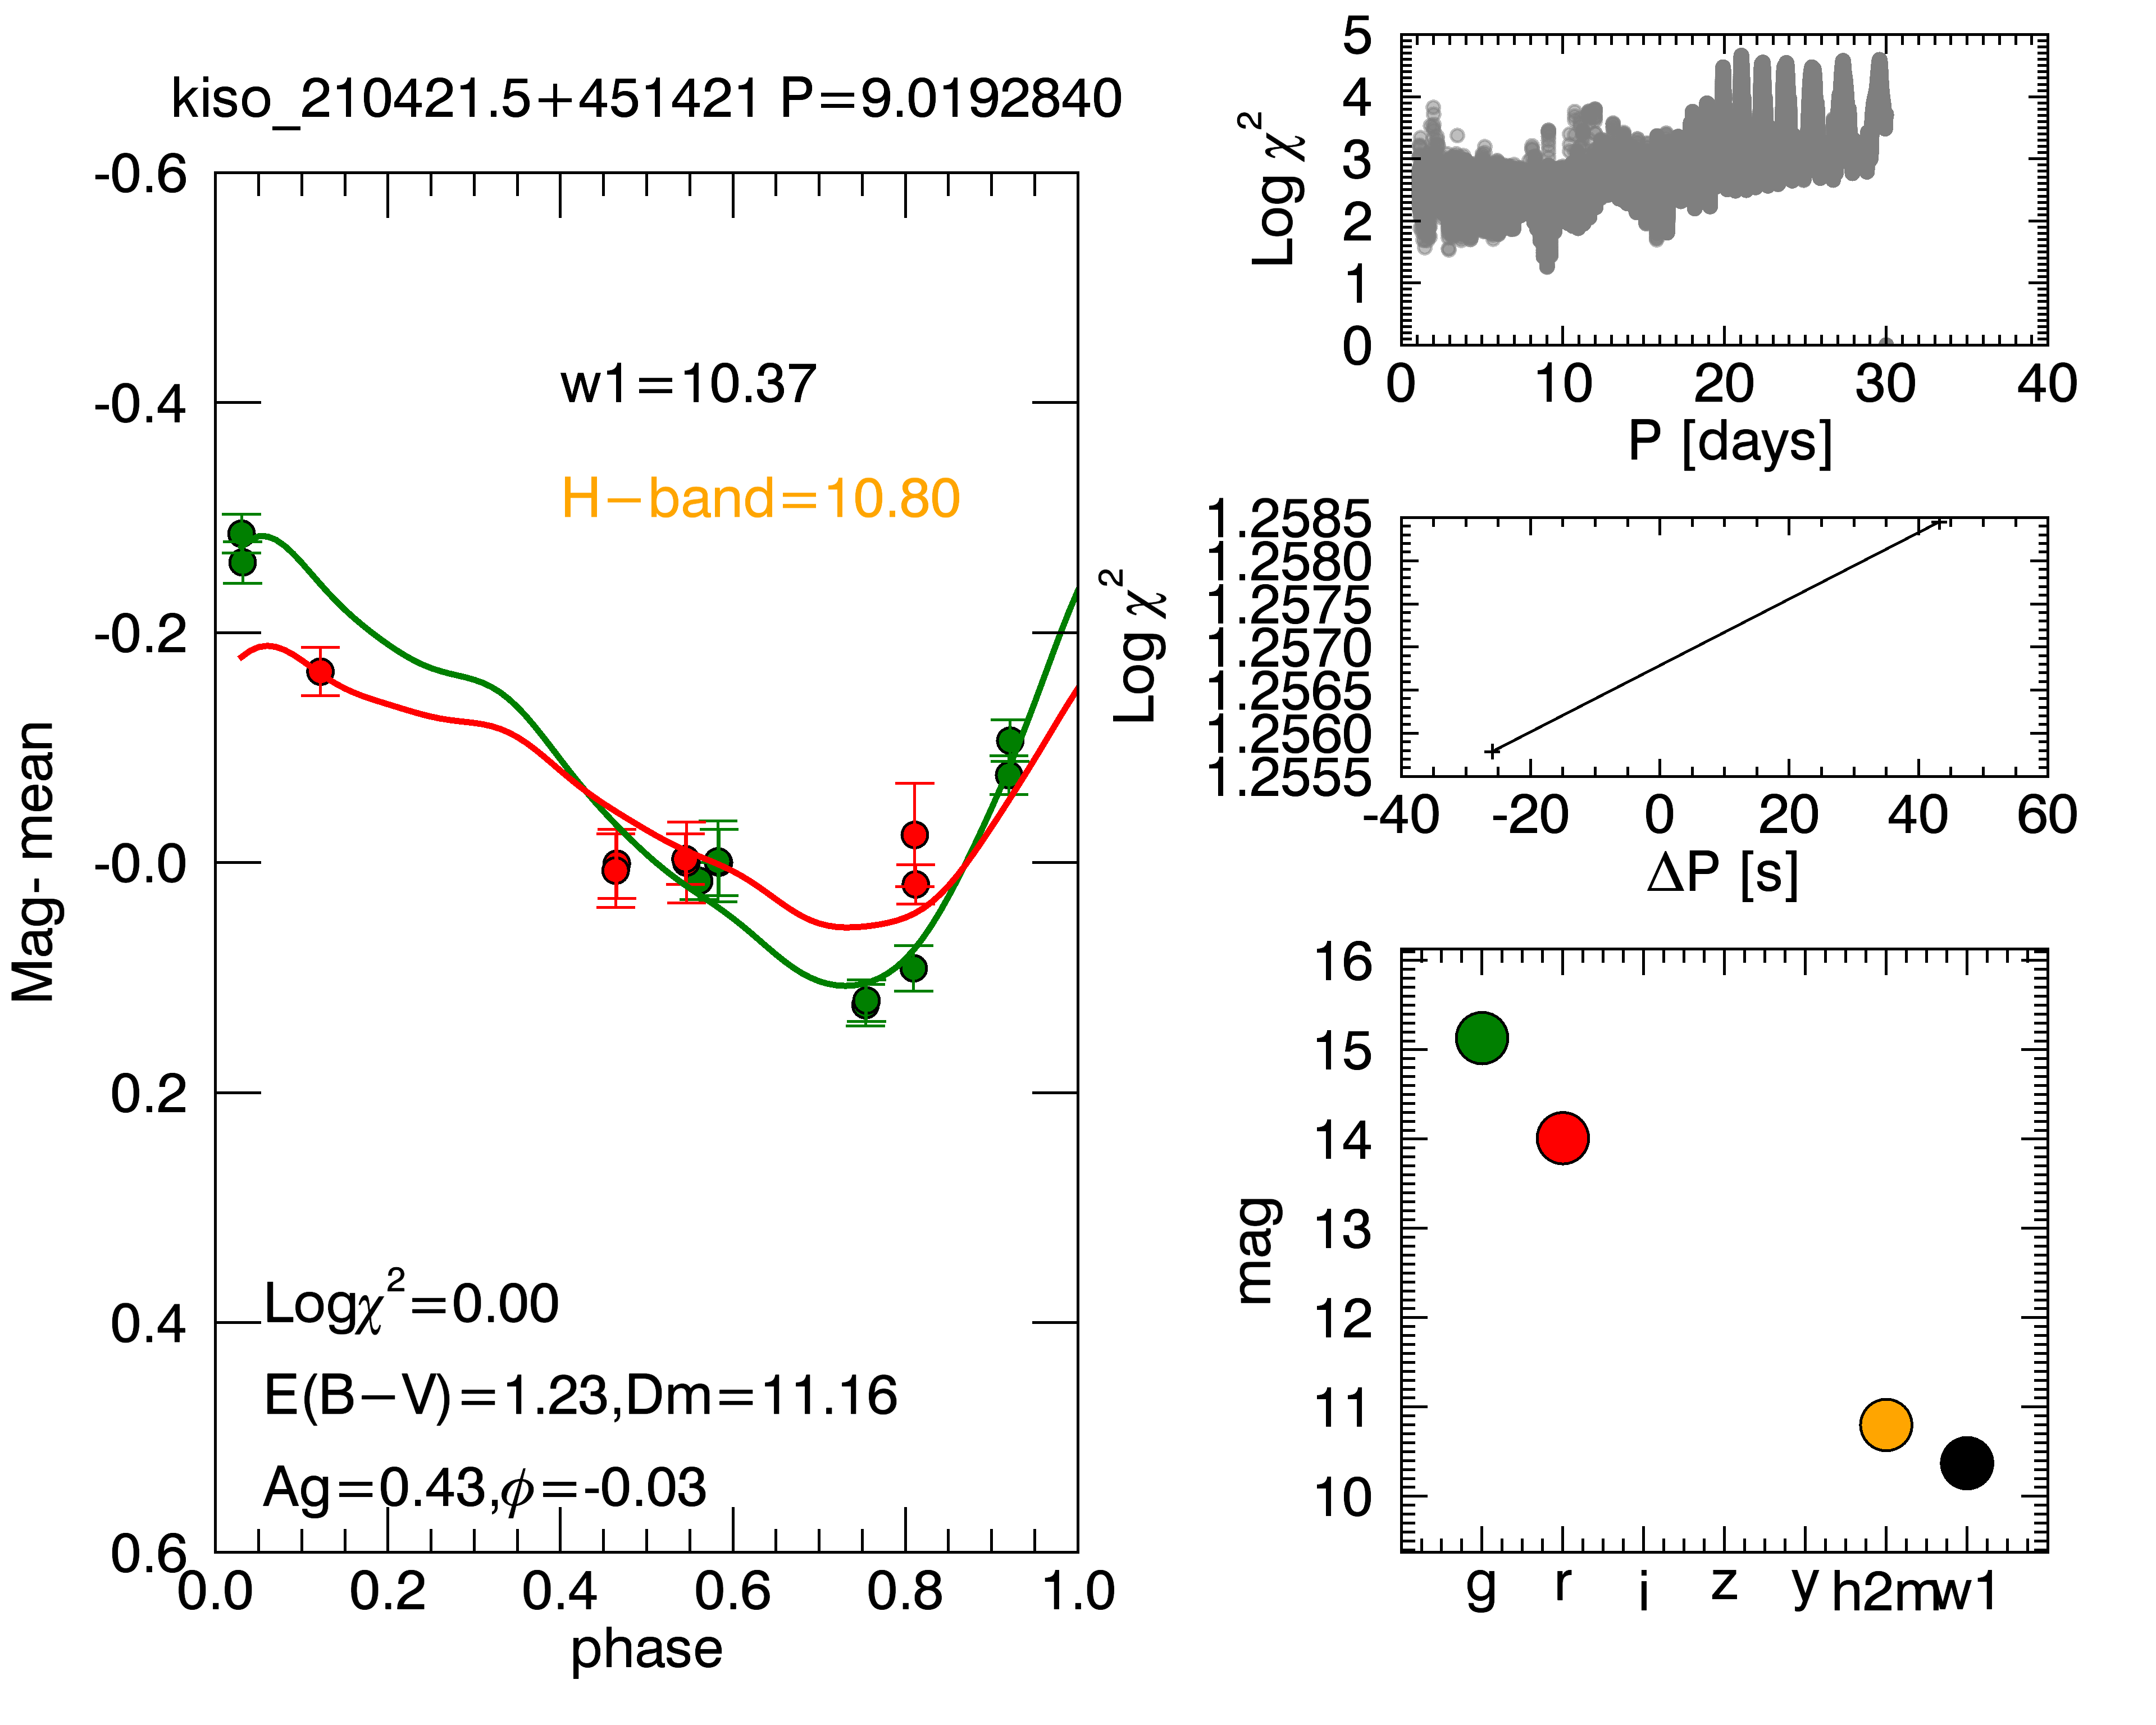 kiso_210421.5+451421 P=9.0192840
-0.6
-0.4
-0.2
-0.0
0.2
0.4
0.6
Mag- mean
w1=10.37
H−band=10.80
Logχ²=0.00
E(B−V)=1.23,Dm=11.16
Ag=0.43,ϕ=-0.03
0.0 0.2 0.4 0.6 0.8 1.0
phase
5
4
3
2
1
0
Log χ²
0 10 20 30 40
P [days]
1.2585
1.2580
1.2575
1.2570
1.2565
1.2560
1.2555
Log χ²
-40 -20 0 20 40 60
ΔP [s]
16
15
14
13
12
11
10
mag
g r i z y h2m w1